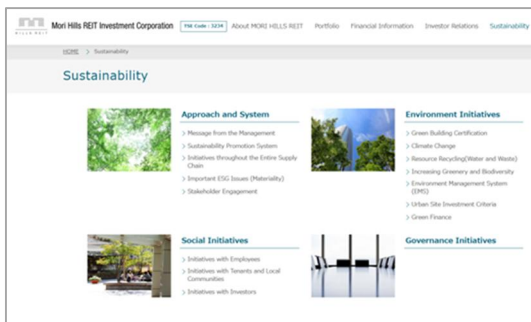 HILLS REIT
Mori Hills REIT Investment Corporation
TSE Code : 3234
About MORI HILLS REIT
Portfolio
Financial Information
Investor Relations
Sustainability
HOME > Sustainability
Sustainability
Approach and System
> Message from the Management
> Sustainability Promotion System
> Initiatives throughout the Entire Supply
Chain
> Important ESG Issues (Materiality)
> Stakeholder Engagement
Environment Initiatives
> Green Building Certification
> Climate Change
> Resource Recycling(Water and Waste)
> Increasing Greenery and Biodiversity
> Environment Management System
(EMS)
> Urban Site Investment Criteria
> Green Finance
Social Initiatives
> Initiatives with Employees
> Initiatives with Tenants and Local
Communities
> Initiatives with Investors
Governance Initiatives